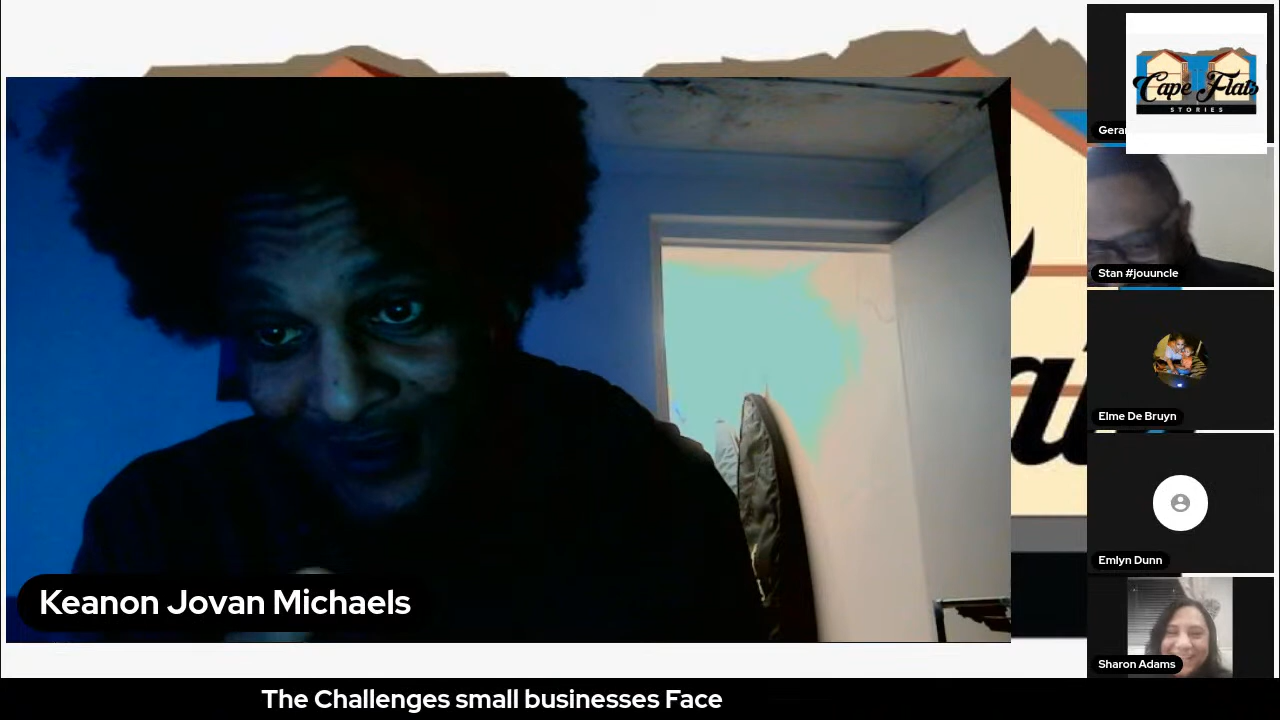 Cape Flats
STORIES
Gerar
Stan #jouuncle
Elme De Bruyn
Emlyn Dunn
Sharon Adams
Keanon Jovan Michaels
The Challenges small businesses Face